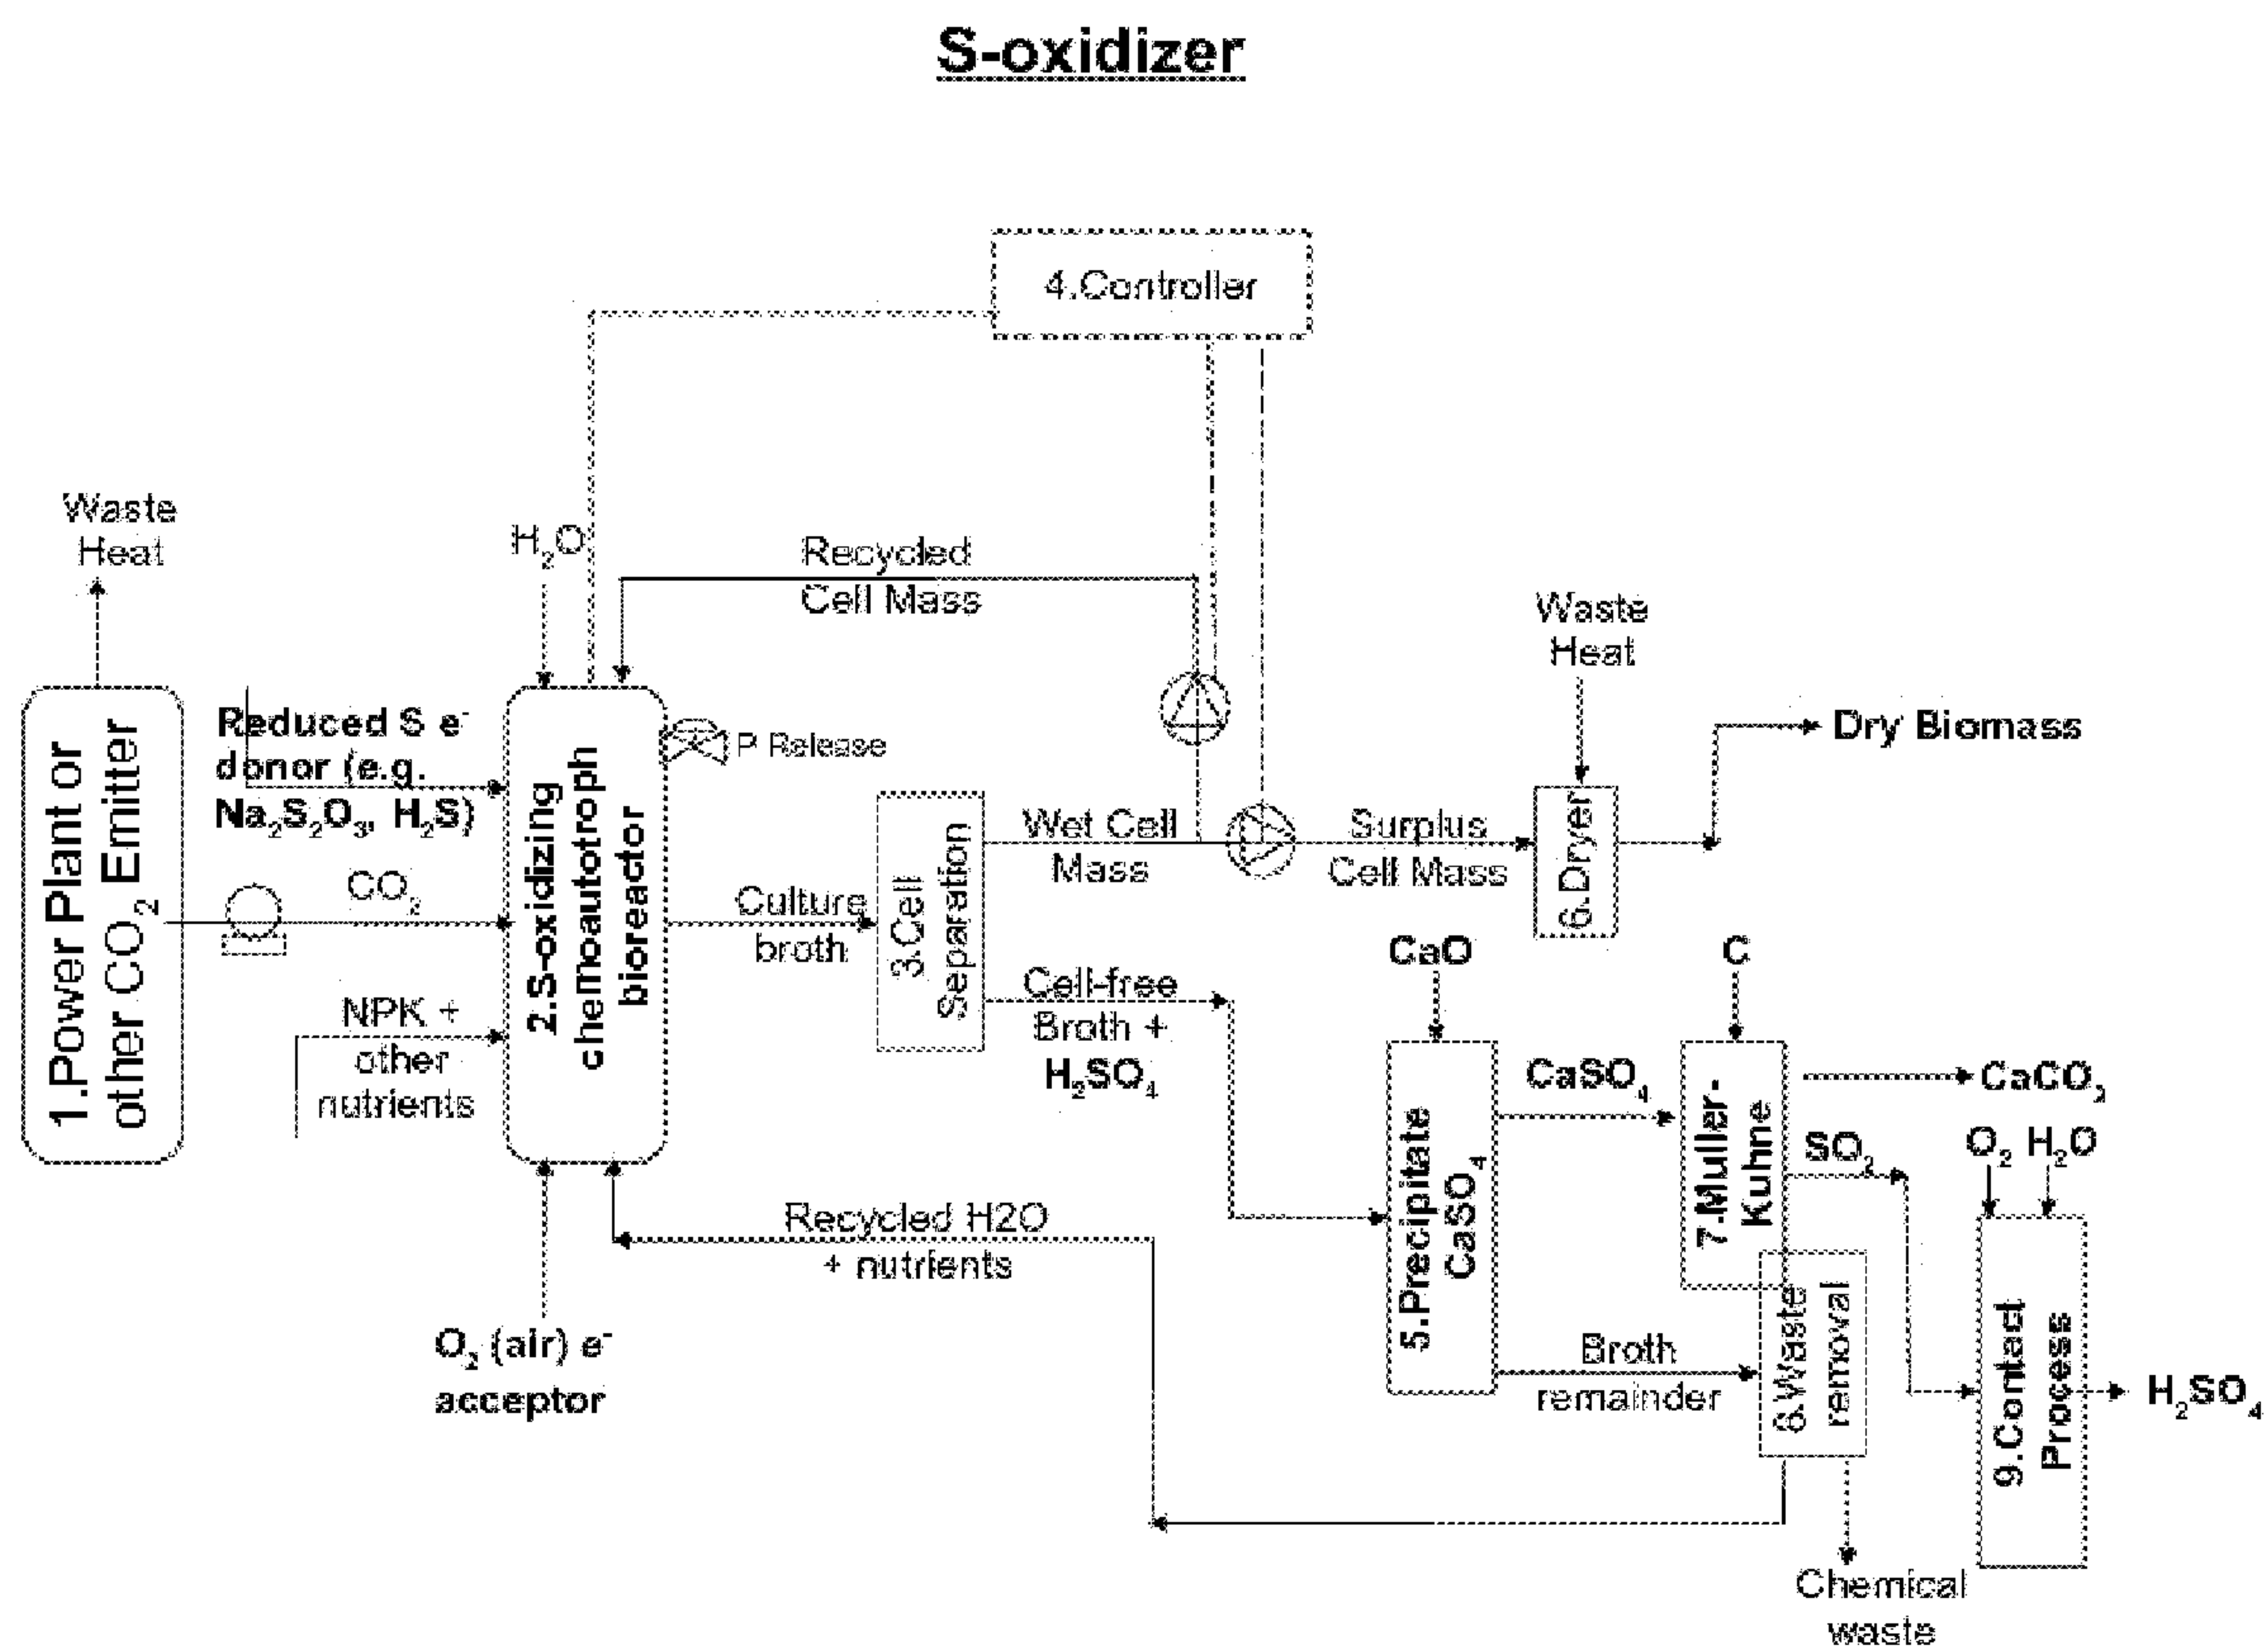 S-oxidizer
4.Controller
Waste
Heat
H₂O
Recycled
Cell Mass
Waste
Heat
1.Power Plant or
other CO₂ Emitter
Reduced S e⁻
donor (e.g.
Na₂S₂O₃, H₂S)
2.S-oxidizing
chemoautotroph
bioreactor
P Release
Dry Biomass
Wet Cell
Mass
Surplus
Cell Mass
6.Dryer
CO₂
Culture
broth
3.Cell
Separation
CaO
C
NPK +
other
nutrients
Cell-free
Broth +
H₂SO₄
5.Precipitate
CaSO₄
CaSO₄
7.Muller-
Kuhne
CaCO₃
SO₂
O₂ H₂O
Recycled H2O
+ nutrients
O₂ (air) e⁻
acceptor
Broth
remainder
8.Waste
removal
9.Contact
Process
H₂SO₄
Chemical
waste